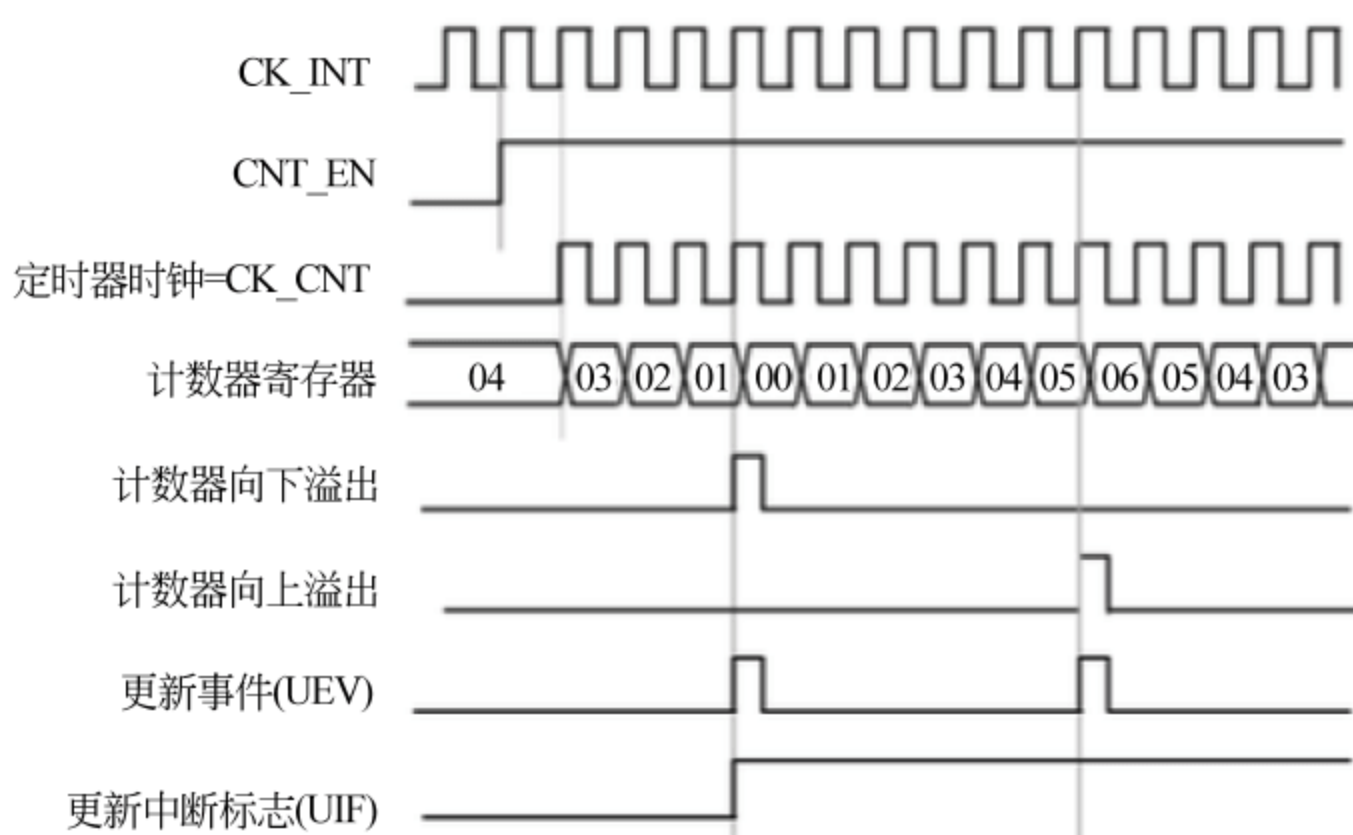 CK_INT
CNT_EN
定时器时钟=CK_CNT
计数器寄存器 04 03 02 01 00 01 02 03 04 05 06 05 04 03
计数器向下溢出
计数器向上溢出
更新事件(UEV)
更新中断标志(UIF)